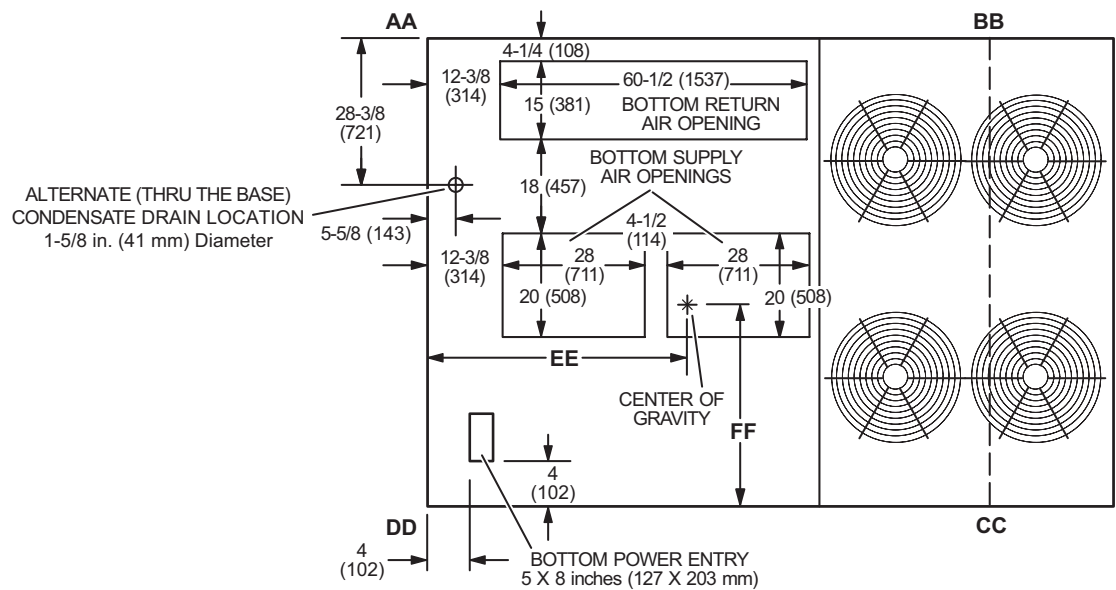 AA
BB
4-1/4 (108)
12-3/8
(314)
60-1/2 (1537)
28-3/8
(721)
15 (381)
BOTTOM RETURN
AIR OPENING
BOTTOM SUPPLY
AIR OPENINGS
18 (457)
ALTERNATE (THRU THE BASE)
CONDENSATE DRAIN LOCATION
1-5/8 in. (41 mm) Diameter
5-5/8 (143)
4-1/2
(114)
12-3/8
(314)
28
(711)
28
(711)
20 (508)
20 (508)
EE
CENTER OF
GRAVITY
FF
4
(102)
DD
CC
4
(102)
BOTTOM POWER ENTRY
5 X 8 inches (127 X 203 mm)